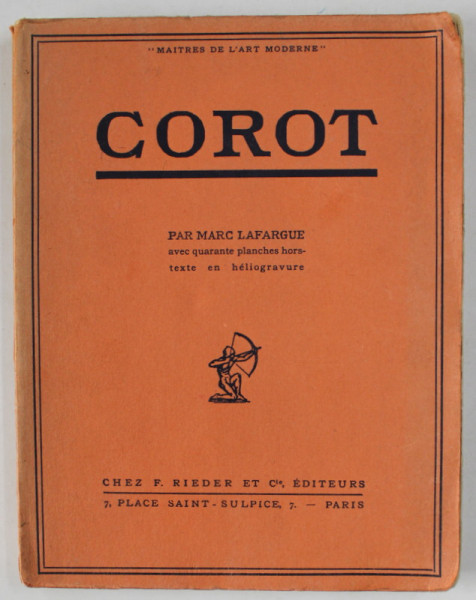 "MAITRES DE L'ART MODERNE"
COROT
PAR MARC LAFARGUE
avec quarante planches hors-
texte en héliogravure
CHEZ F. RIEDER ET Cie, ÉDITEURS
7, PLACE SAINT-SULPICE, 7. — PARIS